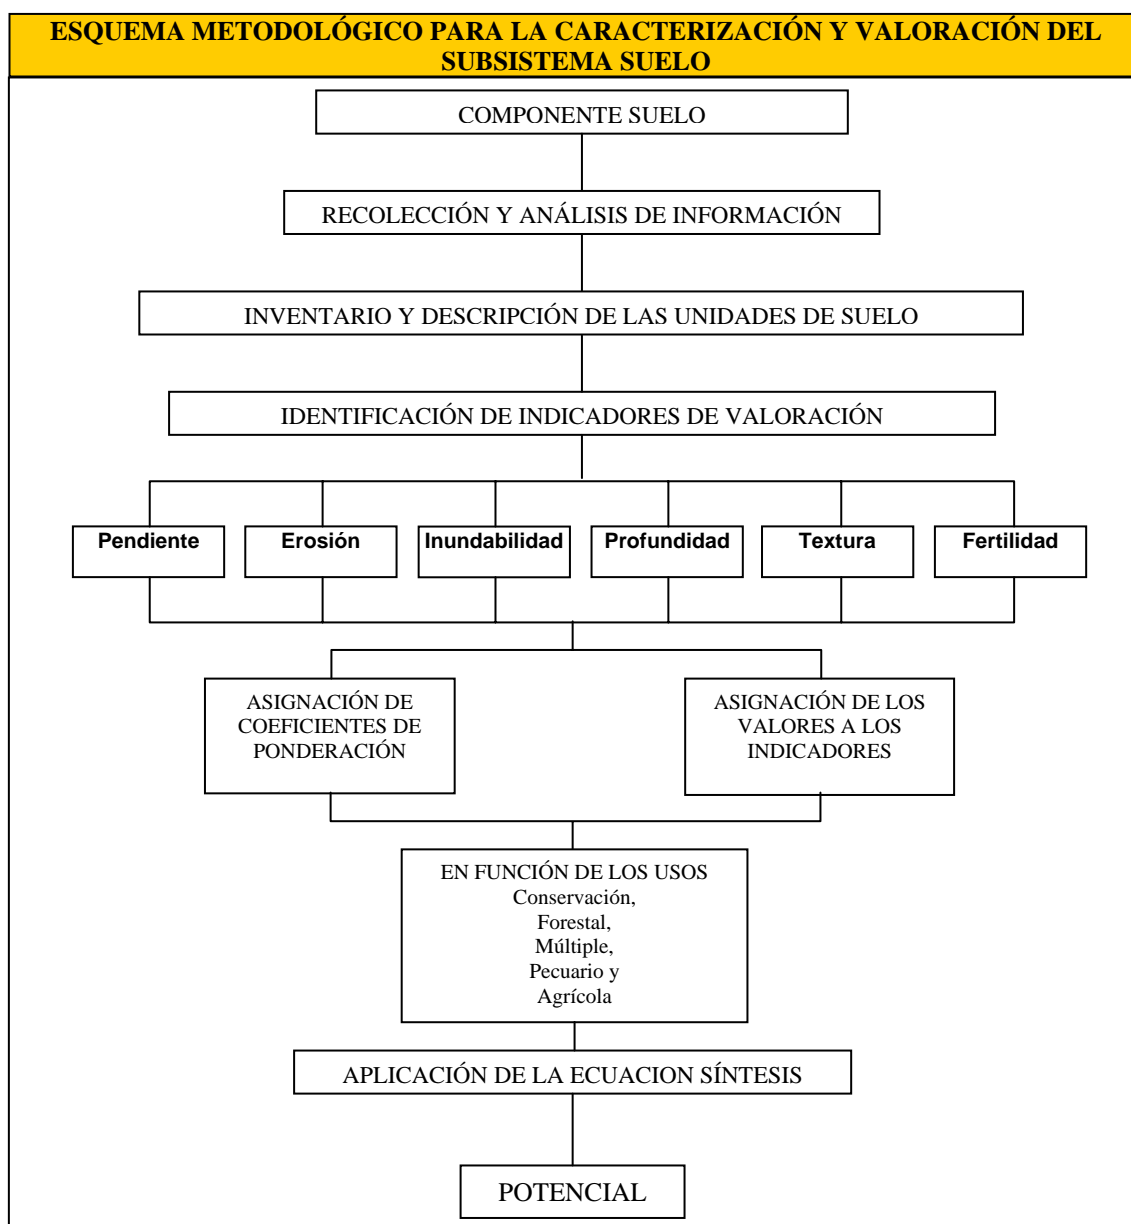 ESQUEMA METODOLÓGICO PARA LA CARACTERIZACIÓN Y VALORACIÓN DEL
SUBSISTEMA SUELO
COMPONENTE SUELO
RECOLECCIÓN Y ANÁLISIS DE INFORMACIÓN
INVENTARIO Y DESCRIPCIÓN DE LAS UNIDADES DE SUELO
IDENTIFICACIÓN DE INDICADORES DE VALORACIÓN
Pendiente
Erosión
Inundabilidad
Profundidad
Textura
Fertilidad
ASIGNACIÓN DE
COEFICIENTES DE
PONDERACIÓN
ASIGNACIÓN DE LOS
VALORES A LOS
INDICADORES
EN FUNCIÓN DE LOS USOS
Conservación,
Forestal,
Múltiple,
Pecuario y
Agrícola
APLICACIÓN DE LA ECUACION SÍNTESIS
POTENCIAL